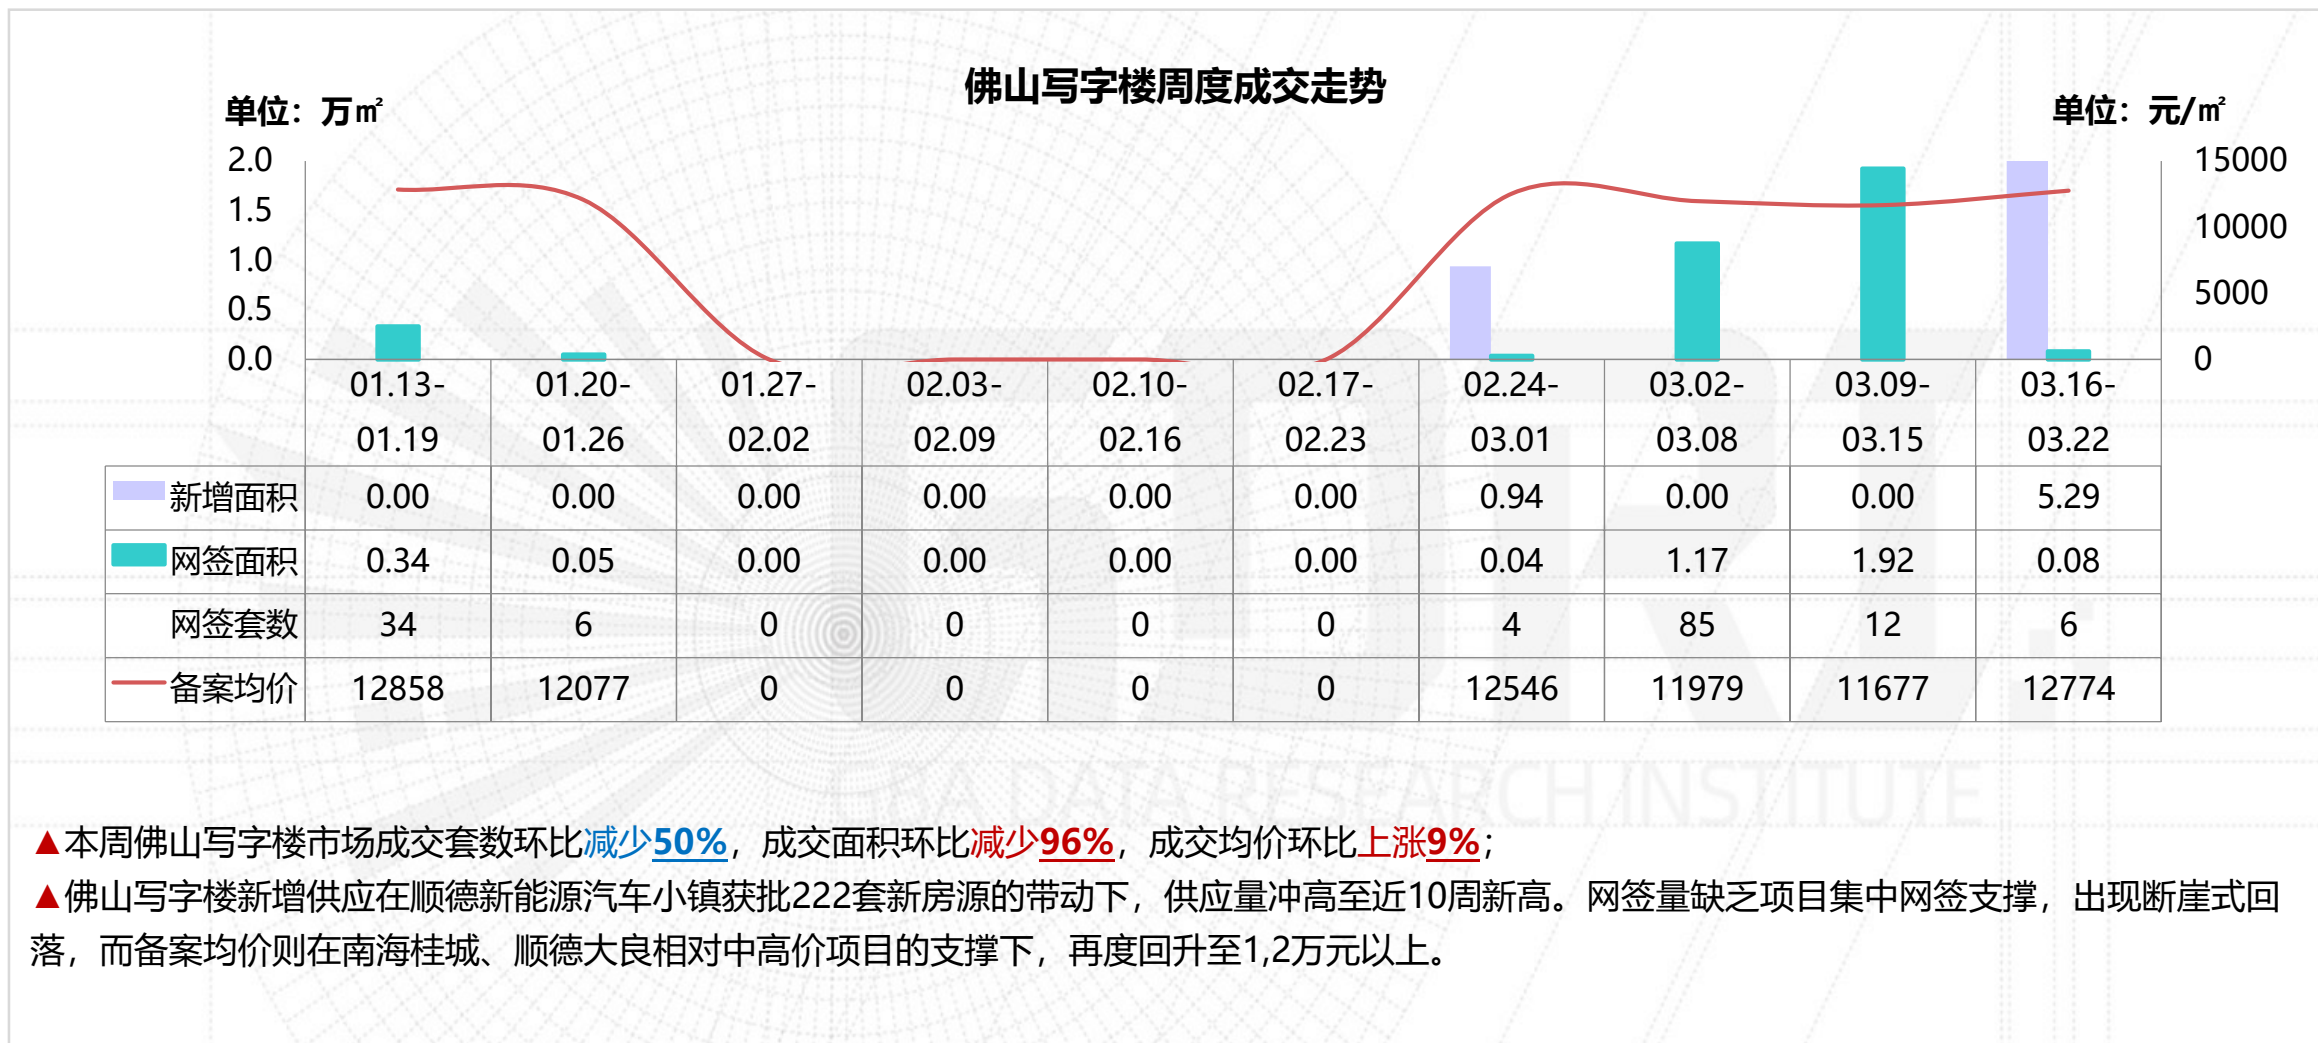 佛山写字楼周度成交走势
单位：万㎡
单位：元/㎡
2.0
1.5
1.0
0.5
0.0
15000
10000
5000
0
01.13-
01.19
01.20-
01.26
01.27-
02.02
02.03-
02.09
02.10-
02.16
02.17-
02.23
02.24-
03.01
03.02-
03.08
03.09-
03.15
03.16-
03.22
新增面积 0.00 0.00 0.00 0.00 0.00 0.00 0.94 0.00 0.00 5.29
网签面积 0.34 0.05 0.00 0.00 0.00 0.00 0.04 1.17 1.92 0.08
网签套数 34 6 0 0 0 0 4 85 12 6
备案均价 12858 12077 0 0 0 0 12546 11979 11677 12774
GBA DATA RESEARCH INSTITUTE
▲本周佛山写字楼市场成交套数环比减少50%，成交面积环比减少96%，成交均价环比上涨9%；
▲佛山写字楼新增供应在顺德新能源汽车小镇获批222套新房源的带动下，供应量冲高至近10周新高。网签量缺乏项目集中网签支撑，出现断崖式回
落，而备案均价则在南海桂城、顺德大良相对中高价项目的支撑下，再度回升至1,2万元以上。